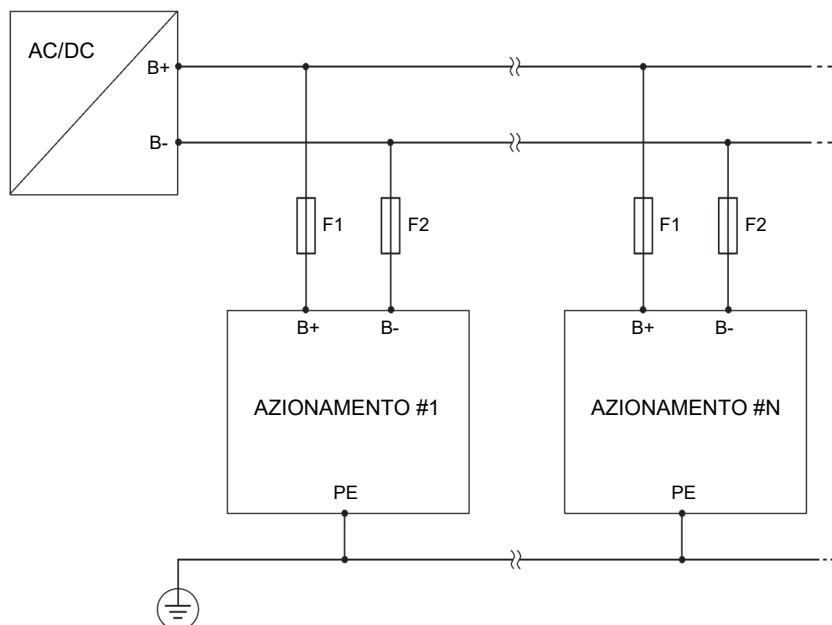 AC/DC
B+
B-
F1
F2
F1
F2
B+
B-
B+
B-
AZIONAMENTO #1
AZIONAMENTO #N
PE
PE